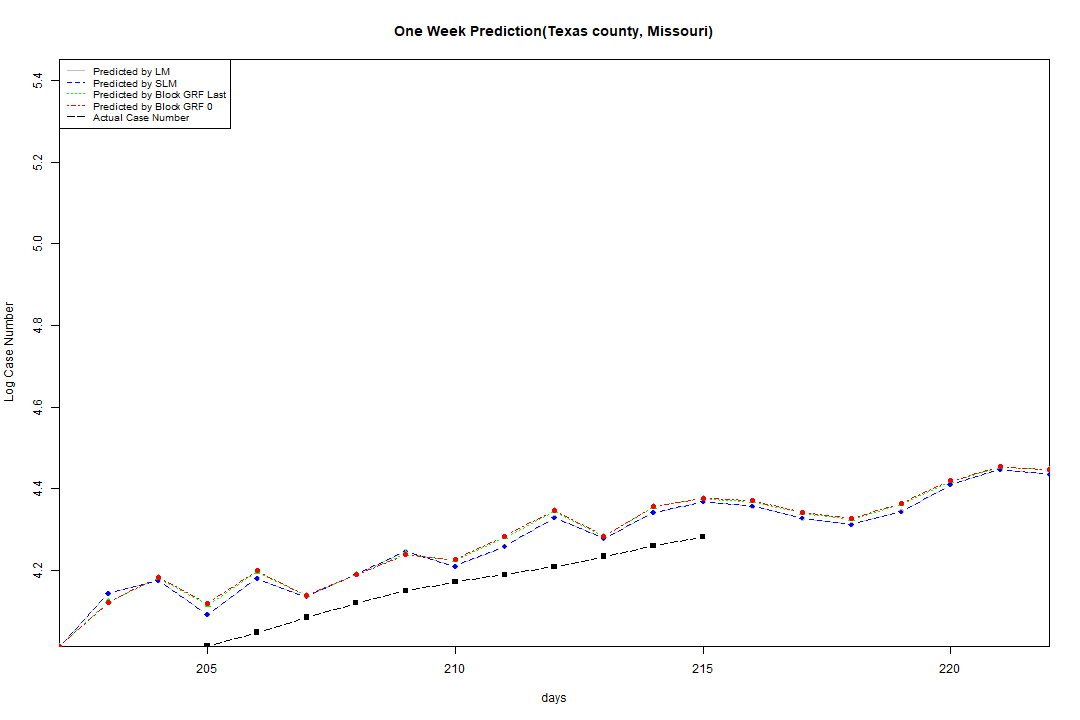 One Week Prediction(Texas county, Missouri)
Predicted by LM
Predicted by SLM
Predicted by Block GRF Last
Predicted by Block GRF 0
Actual Case Number
5.4
5.2
5.0
4.8
4.6
4.4
4.2
Log Case Number
205 210 215 220
days